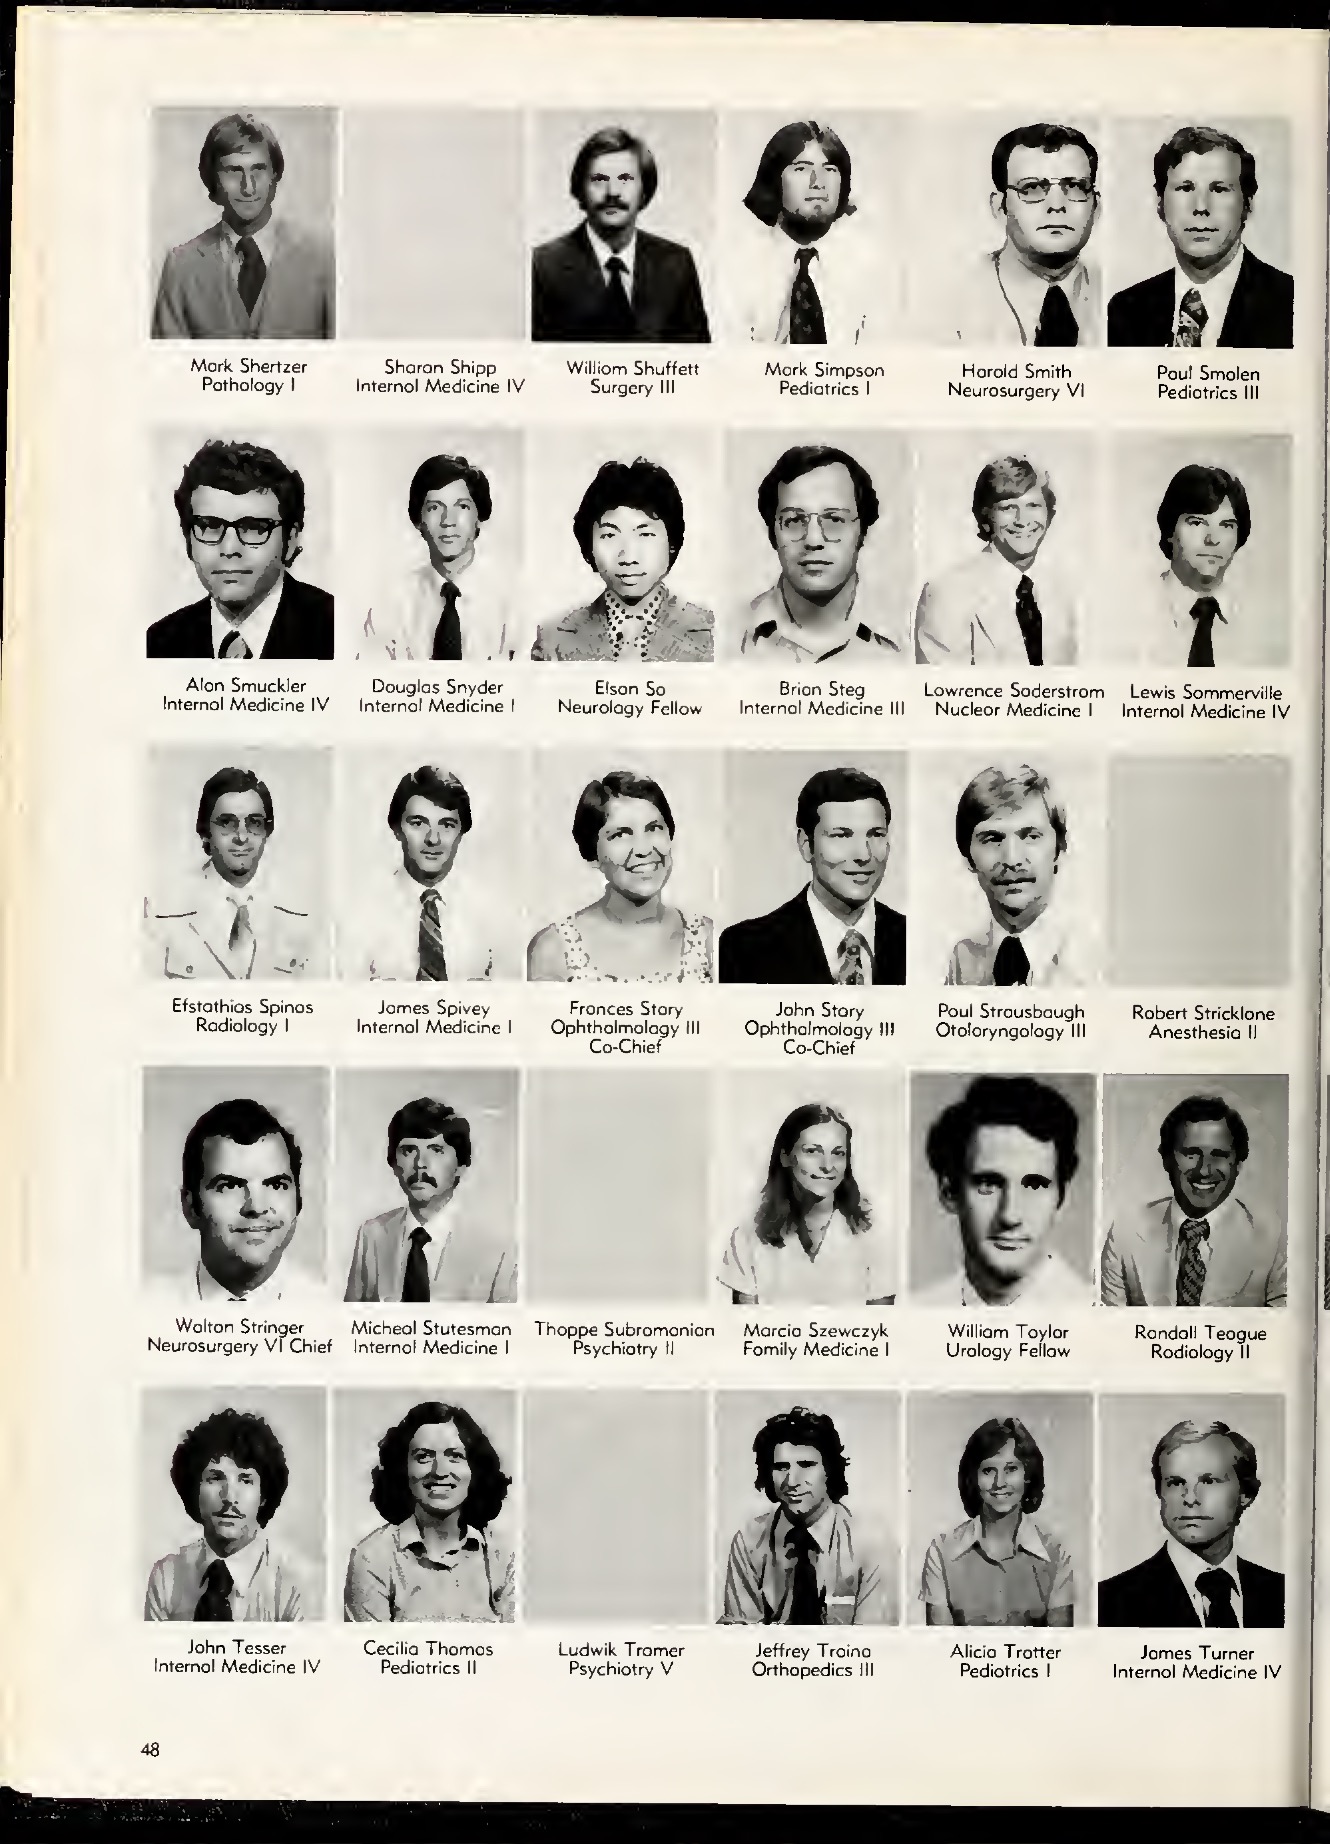 Mark Shertzer
Pathology I
Sharon Shipp
Internal Medicine IV
William Shuffett
Surgery III
Mark Simpson
Pediatrics I
Harold Smith
Neurosurgery VI
Paul Smolen
Pediatrics III
Alan Smuckler
Internal Medicine IV
Douglas Snyder
Internal Medicine I
Elson So
Neurology Fellow
Brian Steg
Internal Medicine III
Lawrence Soderstrom
Nuclear Medicine I
Lewis Sommerville
Internal Medicine IV
Efstathios Spinos
Radiology I
James Spivey
Internal Medicine I
Frances Story
Ophthalmology III
Co-Chief
John Story
Ophthalmology III
Co-Chief
Paul Strausbaugh
Otolaryngology III
Robert Stricklane
Anesthesia II
Walton Stringer
Neurosurgery VI Chief
Micheal Stutesman
Internal Medicine I
Thoppe Subramanian
Psychiatry II
Marcia Szewczyk
Family Medicine I
William Taylor
Urology Fellow
Randall Teague
Radiology II
John Tesser
Internal Medicine IV
Cecilia Thomas
Pediatrics II
Ludwik Tramer
Psychiatry V
Jeffrey Traina
Orthopedics III
Alicia Trotter
Pediatrics I
James Turner
Internal Medicine IV
48